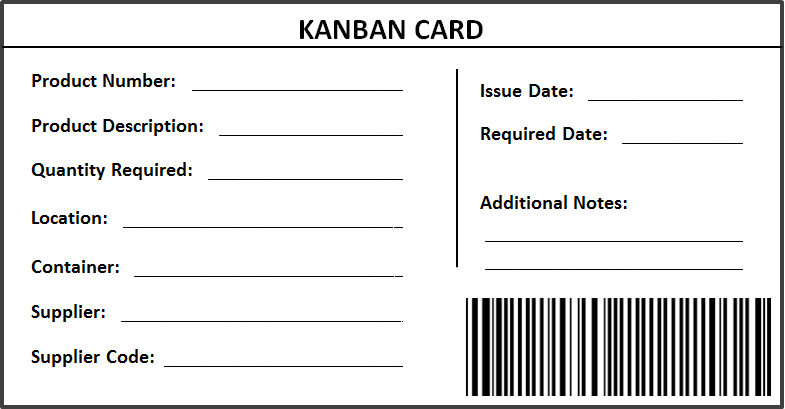 KANBAN CARD
Product Number:
Product Description:
Quantity Required:
Location:
Container:
Supplier:
Supplier Code:
Issue Date:
Required Date:
Additional Notes: